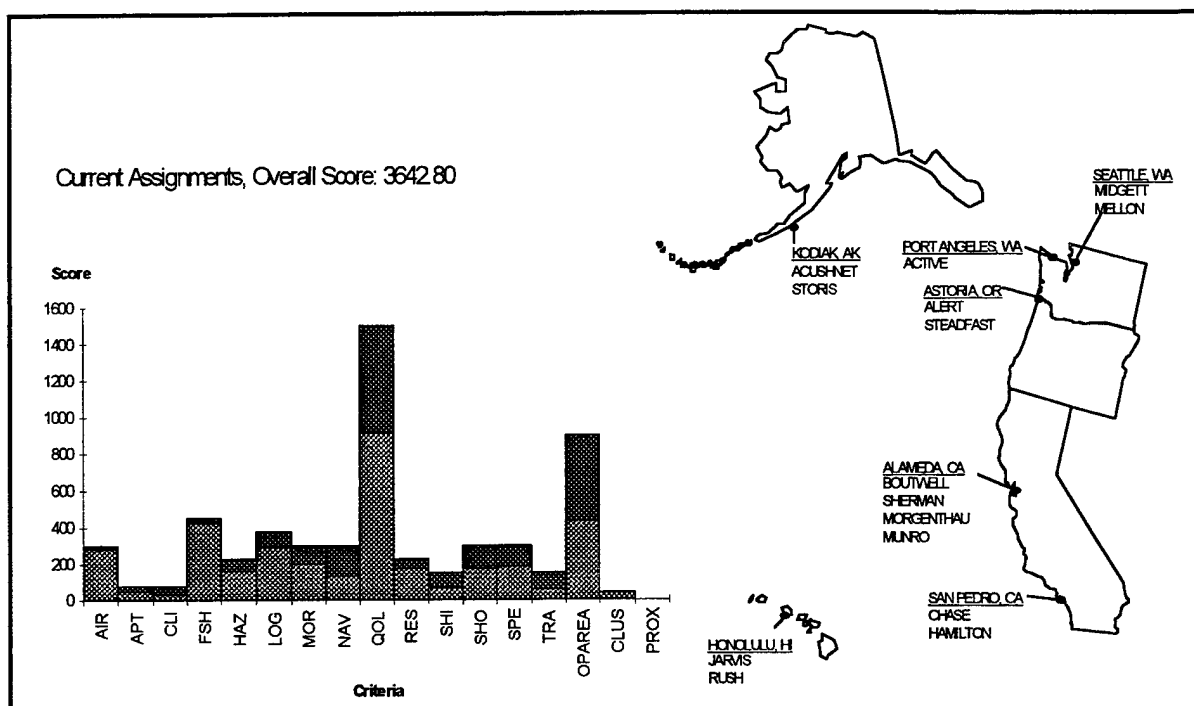 Current Assignments, Overall Score: 3642.80
SEATTLE, WA
MIDGETT
MELLON
PORT ANGELES, WA
ACTIVE
KODIAK, AK
ACUSHNET
STORIS
ASTORIA, OR
ALERT
STEADFAST
ALAMEDA, CA
BOUTWELL
SHERMAN
MORGENTHAU
MUNRO
SAN PEDRO, CA
CHASE
HAMILTON
HONOLULU, HI
JARVIS
RUSH
Score
1600
1400
1200
1000
800
600
400
200
0
AIR
APT
CLI
FSH
HAZ
LOG
MOR
NAV
QOL
RES
SHI
SHO
SPE
TRA
OPAREA
CLUS
PROX
Criteria